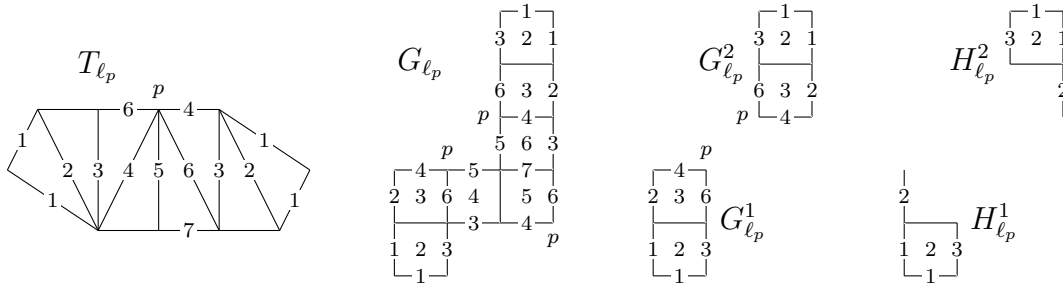 1 1
3 2 1 3 2 1 3 2 1
T_{ℓ_p} G_{ℓ_p} G^2_{ℓ_p} H^2_{ℓ_p}
p 6 3 2 6 3 2 2
6 4 p 4 p 4
1 1 p 5 6 3 p
2 3 4 5 6 3 2 4 5 7 4
1 1 2 3 6 4 5 6 2 3 6 2
7 3 4 G^1_{ℓ_p} H^1_{ℓ_p}
p
1 2 3 1 2 3 1 2 3
1 1 1